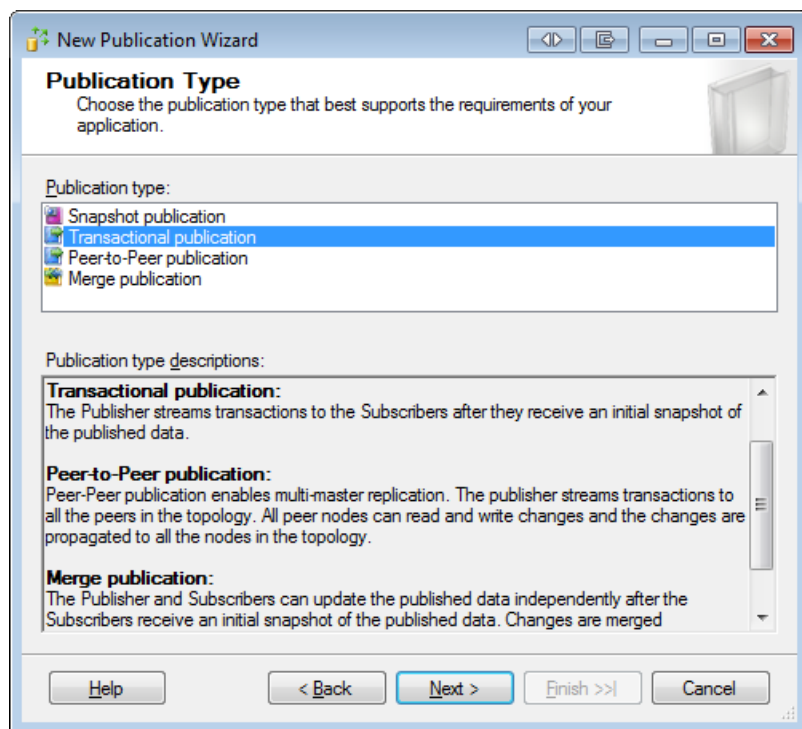 New Publication Wizard
Publication Type
Choose the publication type that best supports the requirements of your
application.
Publication type:
Snapshot publication
Transactional publication
Peer-to-Peer publication
Merge publication
Publication type descriptions:
Transactional publication:
The Publisher streams transactions to the Subscribers after they receive an initial snapshot of
the published data.
Peer-to-Peer publication:
Peer-Peer publication enables multi-master replication. The publisher streams transactions to
all the peers in the topology. All peer nodes can read and write changes and the changes are
propagated to all the nodes in the topology.
Merge publication:
The Publisher and Subscribers can update the published data independently after the
Subscribers receive an initial snapshot of the published data. Changes are merged
Help
< Back
Next >
Finish >>|
Cancel